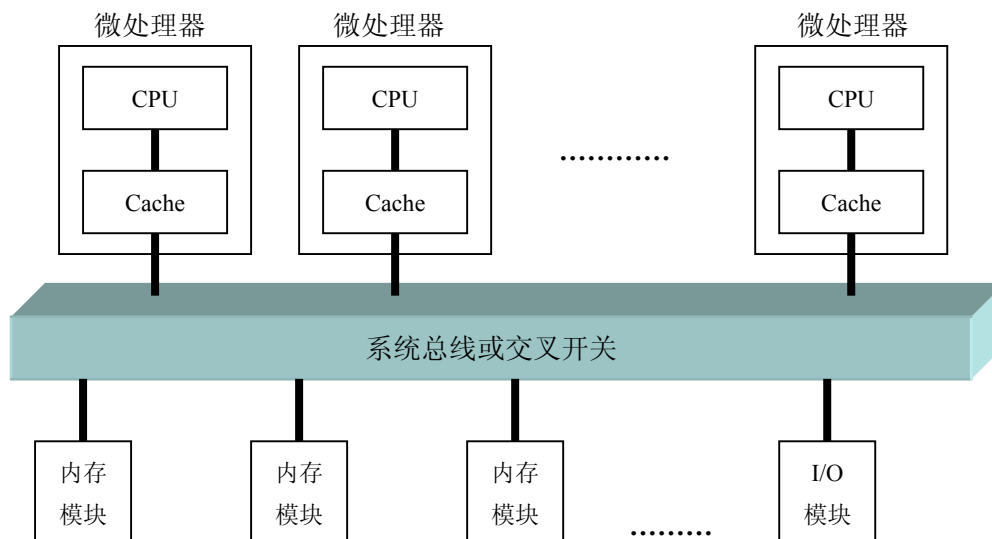 微处理器
微处理器
微处理器
CPU
CPU
CPU
............
Cache
Cache
Cache
系统总线或交叉开关
内存
模块
内存
模块
内存
模块
.........
I/O
模块